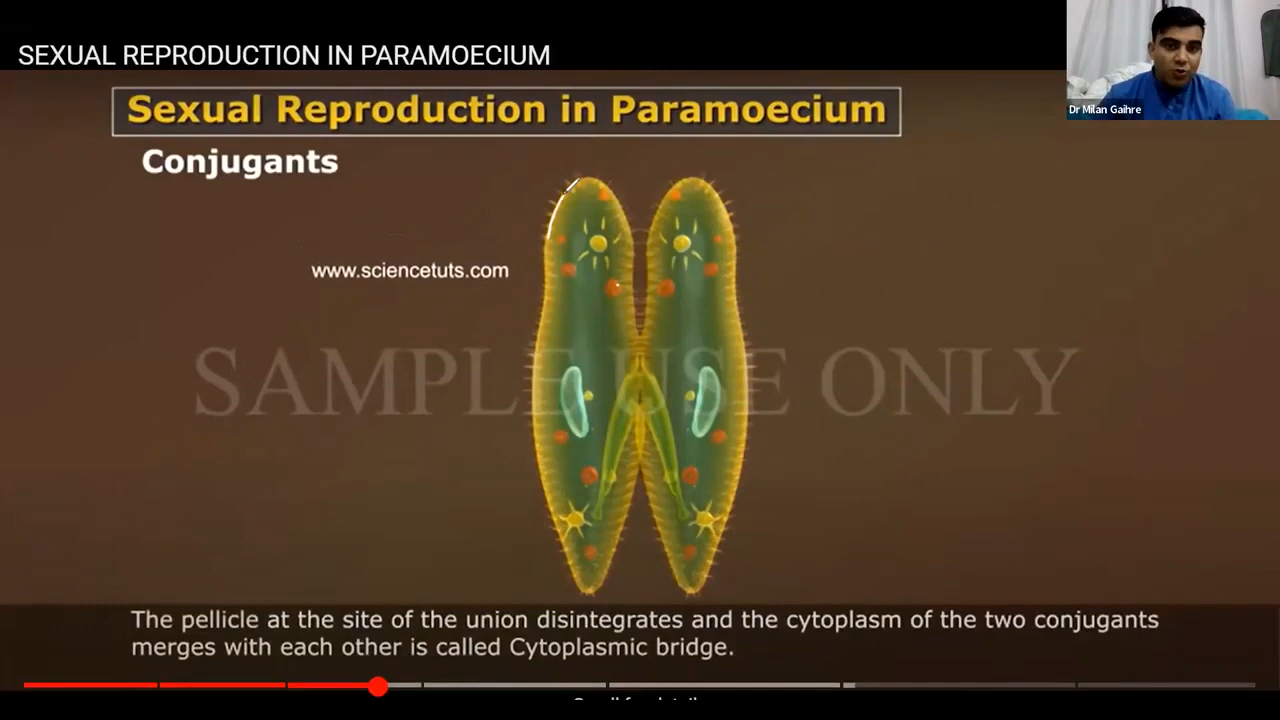 SEXUAL REPRODUCTION IN PARAMOECIUM
Dr Milan Gaihre
Sexual Reproduction in Paramoecium
Conjugants
www.sciencetuts.com
SAMPLE USE ONLY
The pellicle at the site of the union disintegrates and the cytoplasm of the two conjugants
merges with each other is called Cytoplasmic bridge.